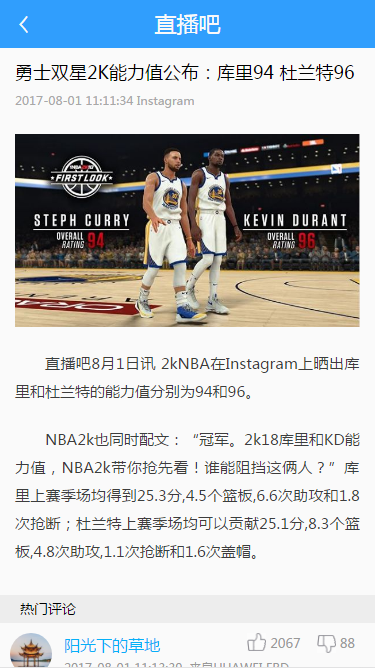 直播吧
勇士双星2K能力值公布：库里94 杜兰特96
2017-08-01 11:11:34 Instagram
NBA 2K18
FIRST LOOK
STEPH CURRY
OVERALL RATING 94
KEVIN DURANT
OVERALL RATING 96
直播吧8月1日讯 2kNBA在Instagram上晒出库
里和杜兰特的能力值分别为94和96。
NBA2k也同时配文：“冠军。2k18库里和KD能
力值，NBA2k带你抢先看！谁能阻挡这俩人？”库
里上赛季场均得到25.3分,4.5个篮板,6.6次助攻和1.8
次抢断；杜兰特上赛季场均可以贡献25.1分,8.3个篮
板,4.8次助攻,1.1次抢断和1.6次盖帽。
热门评论
阳光下的草地
2067
88